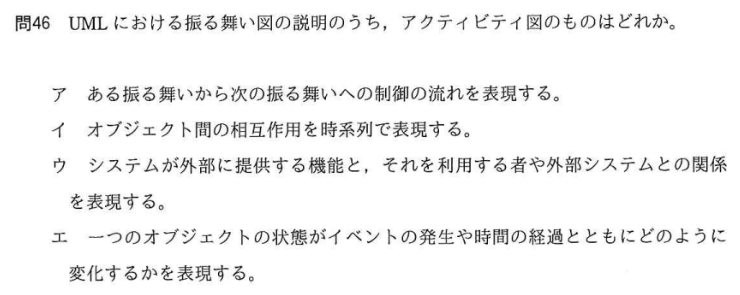 問46 UMLにおける振る舞い図の説明のうち，アクティビティ図のものはどれか。
ア ある振る舞いから次の振る舞いへの制御の流れを表現する。
イ オブジェクト間の相互作用を時系列で表現する。
ウ システムが外部に提供する機能と，それを利用する者や外部システムとの関係
を表現する。
エ 一つのオブジェクトの状態がイベントの発生や時間の経過とともにどのように
変化するかを表現する。